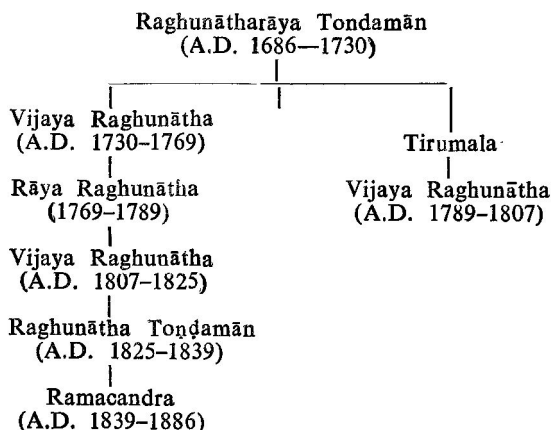 Raghunātharāya Tondamān
(A.D. 1686—1730)
Vijaya Raghunātha
(A.D. 1730–1769)
Rāya Raghunātha
(1769–1789)
Vijaya Raghunātha
(A.D. 1807–1825)
Raghunātha Toṇḍamān
(A.D. 1825–1839)
Ramacandra
(A.D. 1839–1886)
Tirumala
Vijaya Raghunātha
(A.D. 1789–1807)